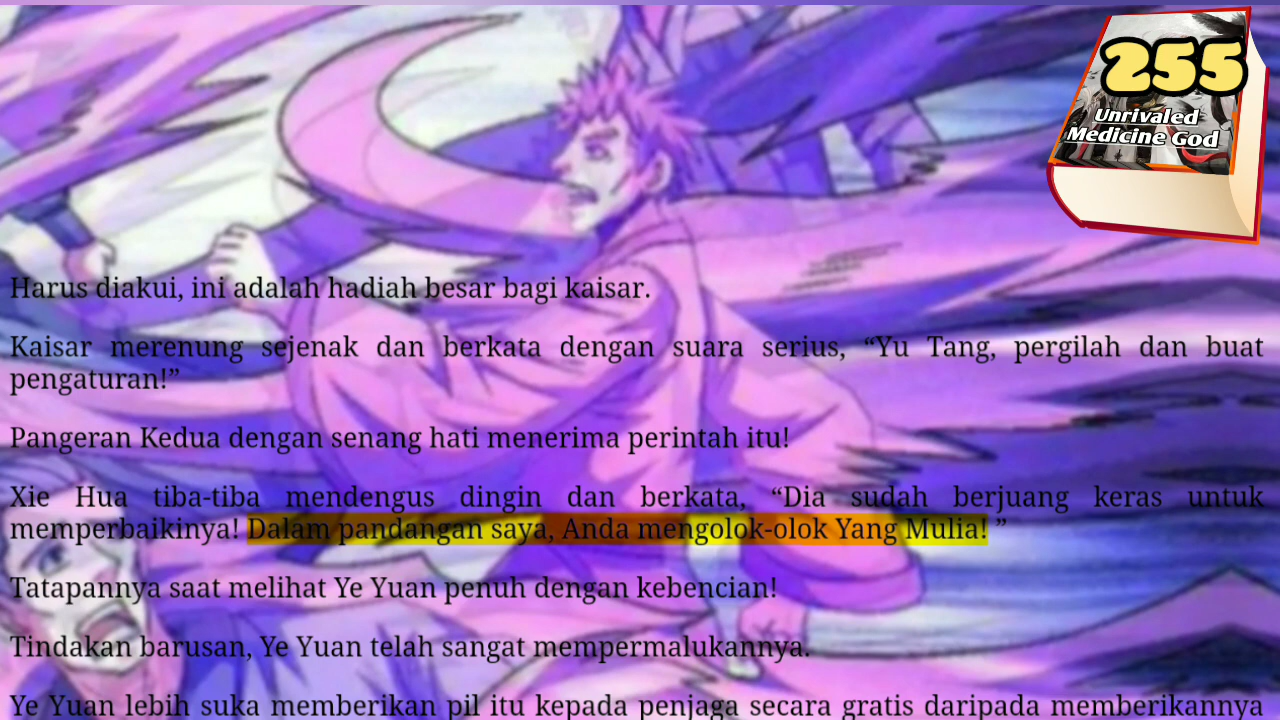 255
Unrivaled
Medicine God
Harus diakui, ini adalah hadiah besar bagi kaisar.
Kaisar merenung sejenak dan berkata dengan suara serius, “Yu Tang, pergilah dan buat
pengaturan!”
Pangeran Kedua dengan senang hati menerima perintah itu!
Xie Hua tiba-tiba mendengus dingin dan berkata, “Dia sudah berjuang keras untuk
memperbaikinya! Dalam pandangan saya, Anda mengolok-olok Yang Mulia! ”
Tatapannya saat melihat Ye Yuan penuh dengan kebencian!
Tindakan barusan, Ye Yuan telah sangat mempermalukannya.
Ye Yuan lebih suka memberikan pil itu kepada penjaga secara gratis daripada memberikannya